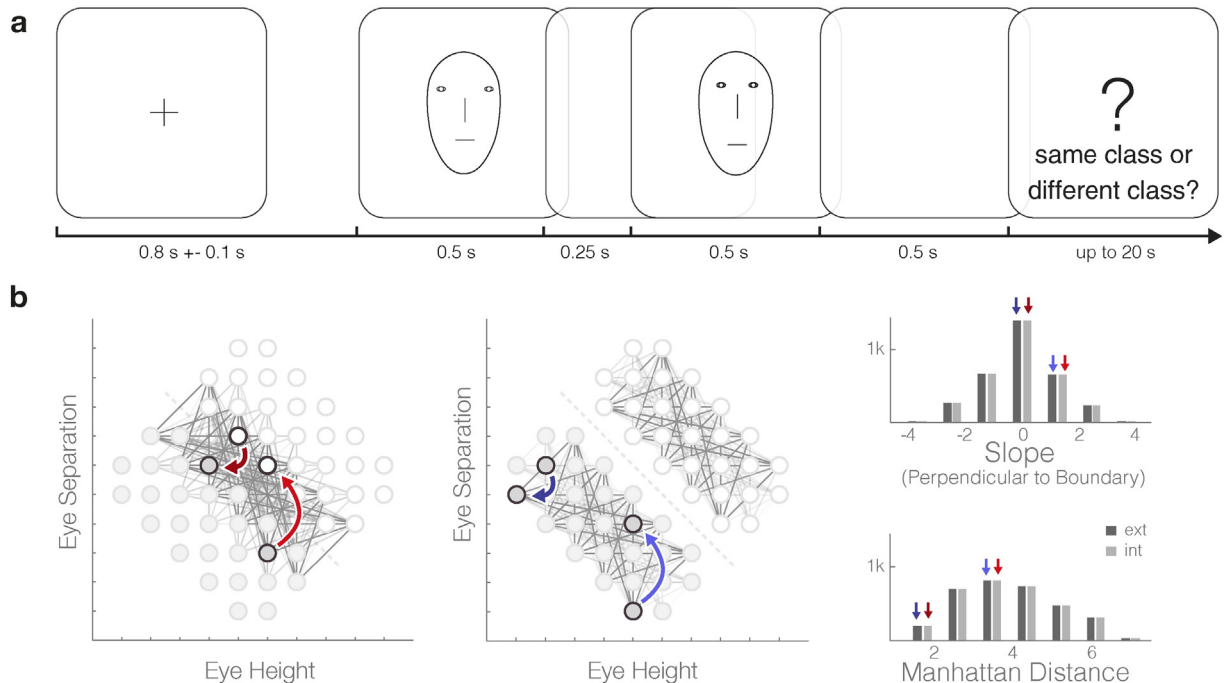 a
?
same class or
different class?
0.8 s +- 0.1 s
0.5 s
0.25 s
0.5 s
0.5 s
up to 20 s
b
Eye Separation
Eye Height
Eye Separation
Eye Height
1k
-4
-2
0
2
4
Slope
(Perpendicular to Boundary)
ext
int
1k
2
4
6
Manhattan Distance